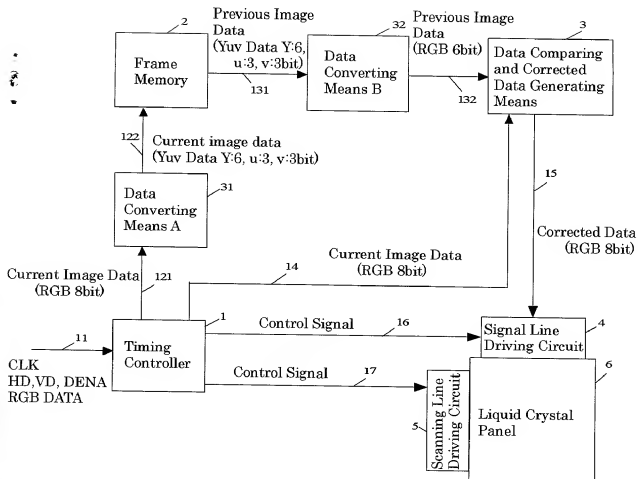 Previous Image
Data
(Yuv Data Y:6,
u:3, v:3bit)
131
2
Frame
Memory
32
Data
Converting
Means B
Previous Image
Data
(RGB 6bit)
132
3
Data Comparing
and Corrected
Data Generating
Means
122
Current image data
(Yuv Data Y:6, u:3, v:3bit)
31
Data
Converting
Means A
15
Corrected Data
(RGB 8bit)
Current Image Data
(RGB 8bit)
121
14
Current Image Data
(RGB 8bit)
11
CLK
HD,VD, DENA
RGB DATA
1
Timing
Controller
Control Signal
16
Signal Line
Driving Circuit
4
Control Signal
17
5
Scanning Line
Driving Circuit
6
Liquid Crystal
Panel